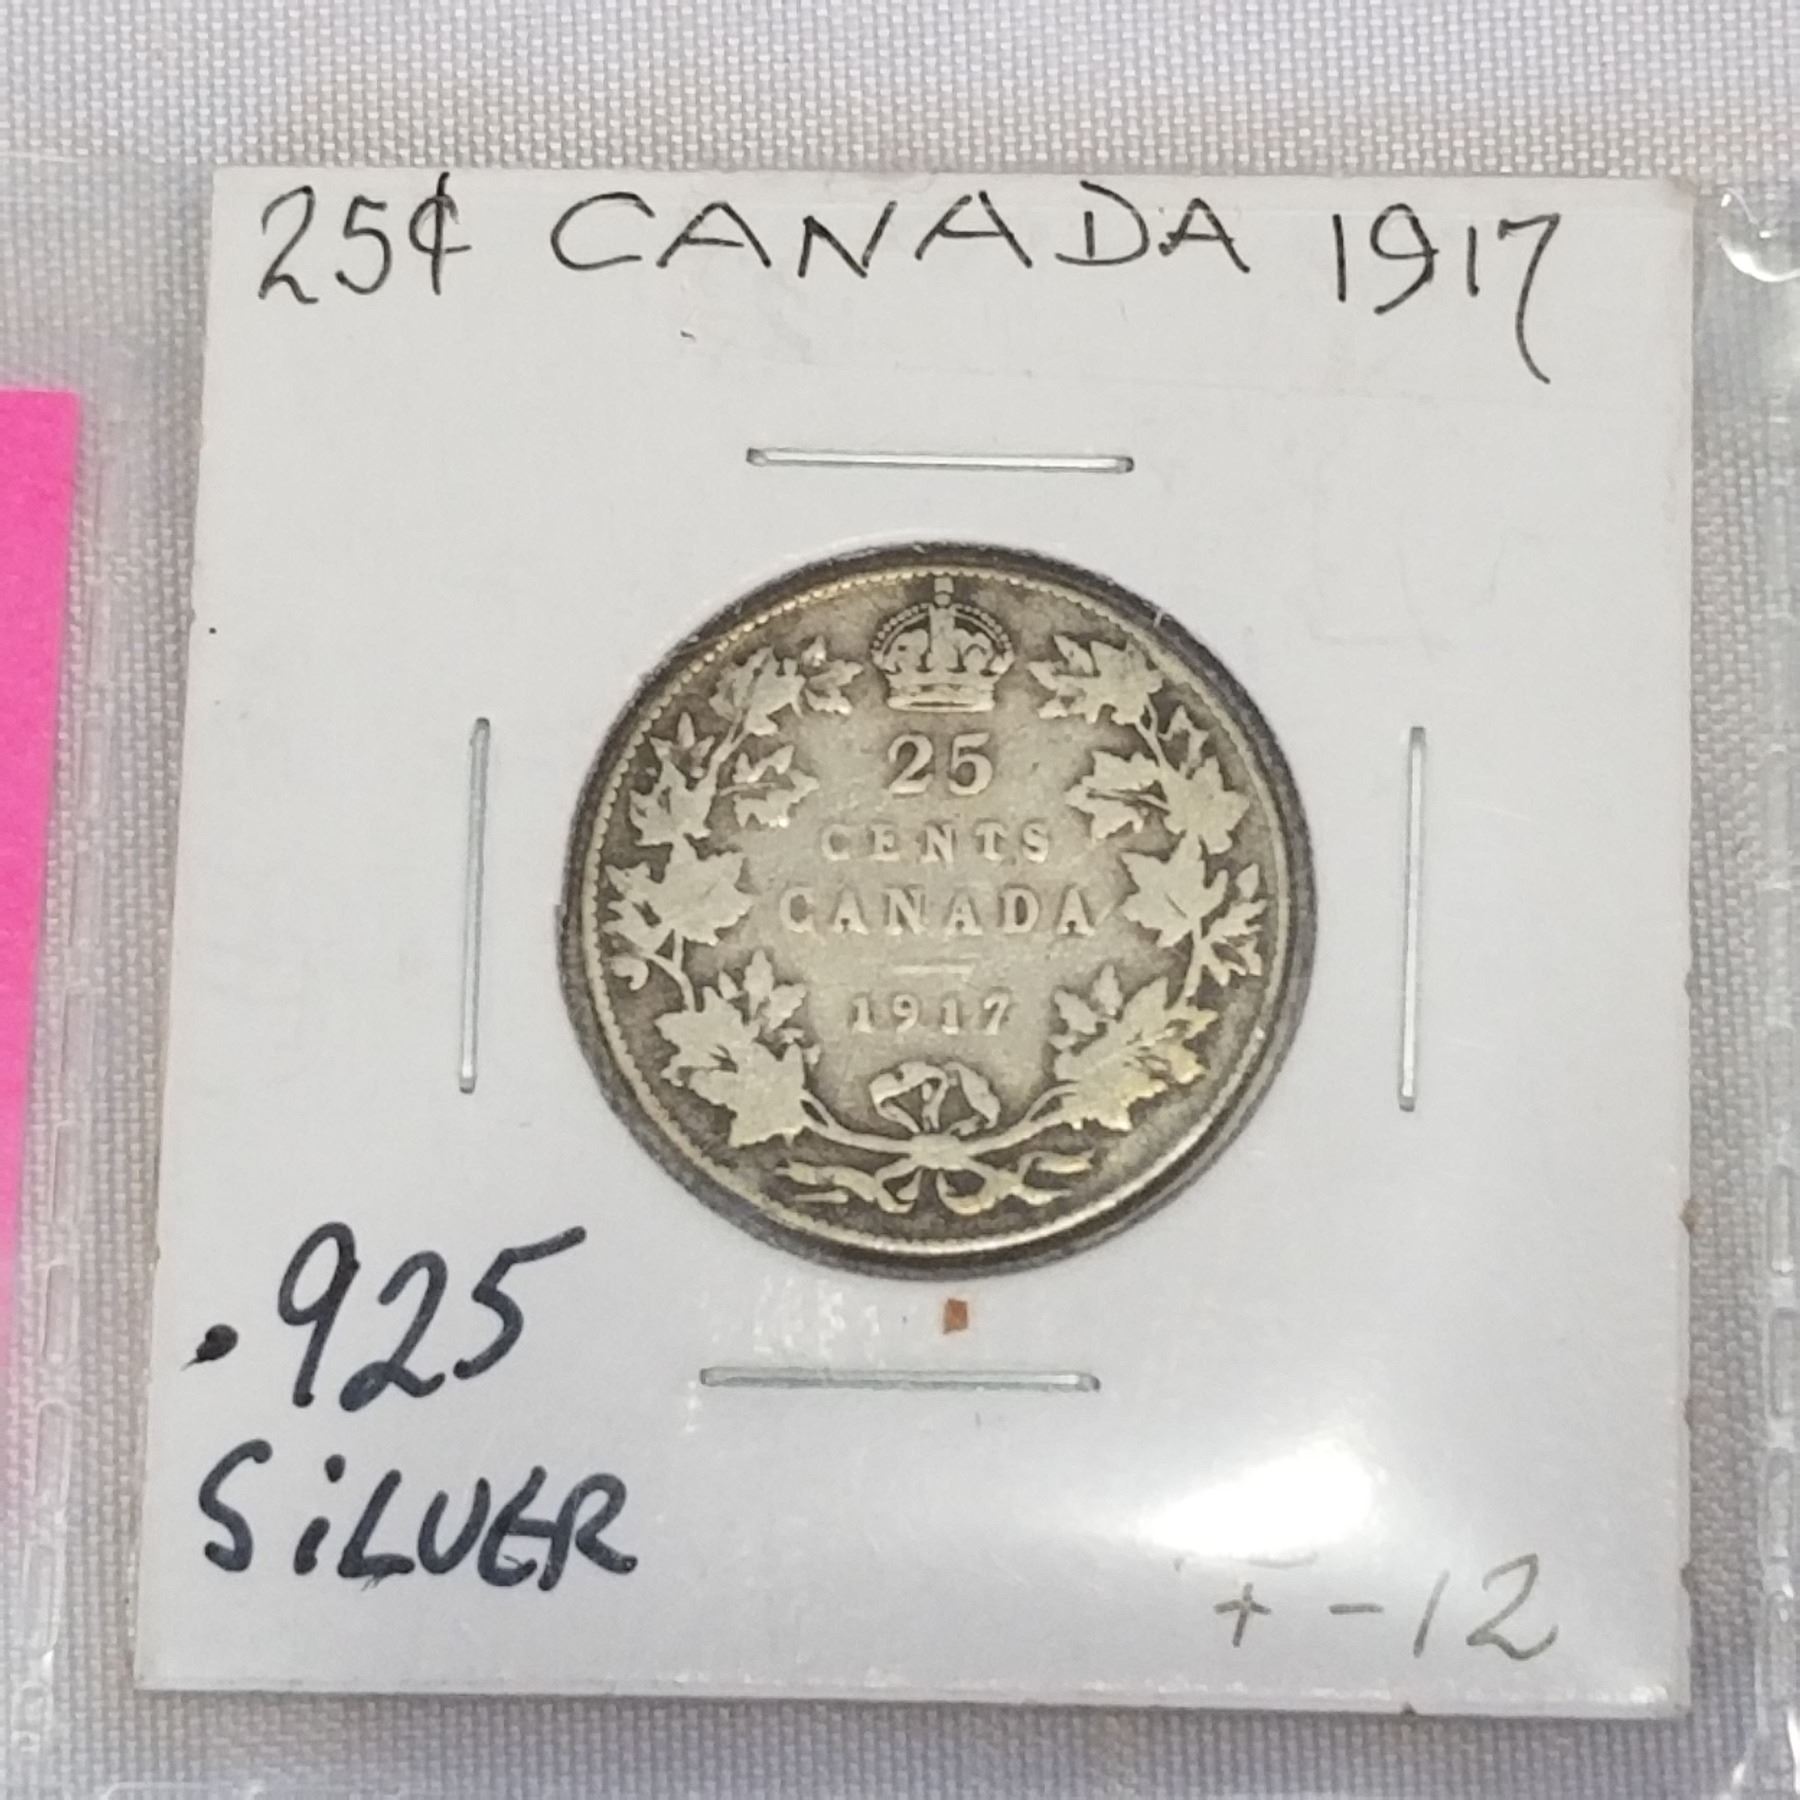 25¢ CANADA 1917
25
CENTS
CANADA
1917
.925
SiLVER
F-12